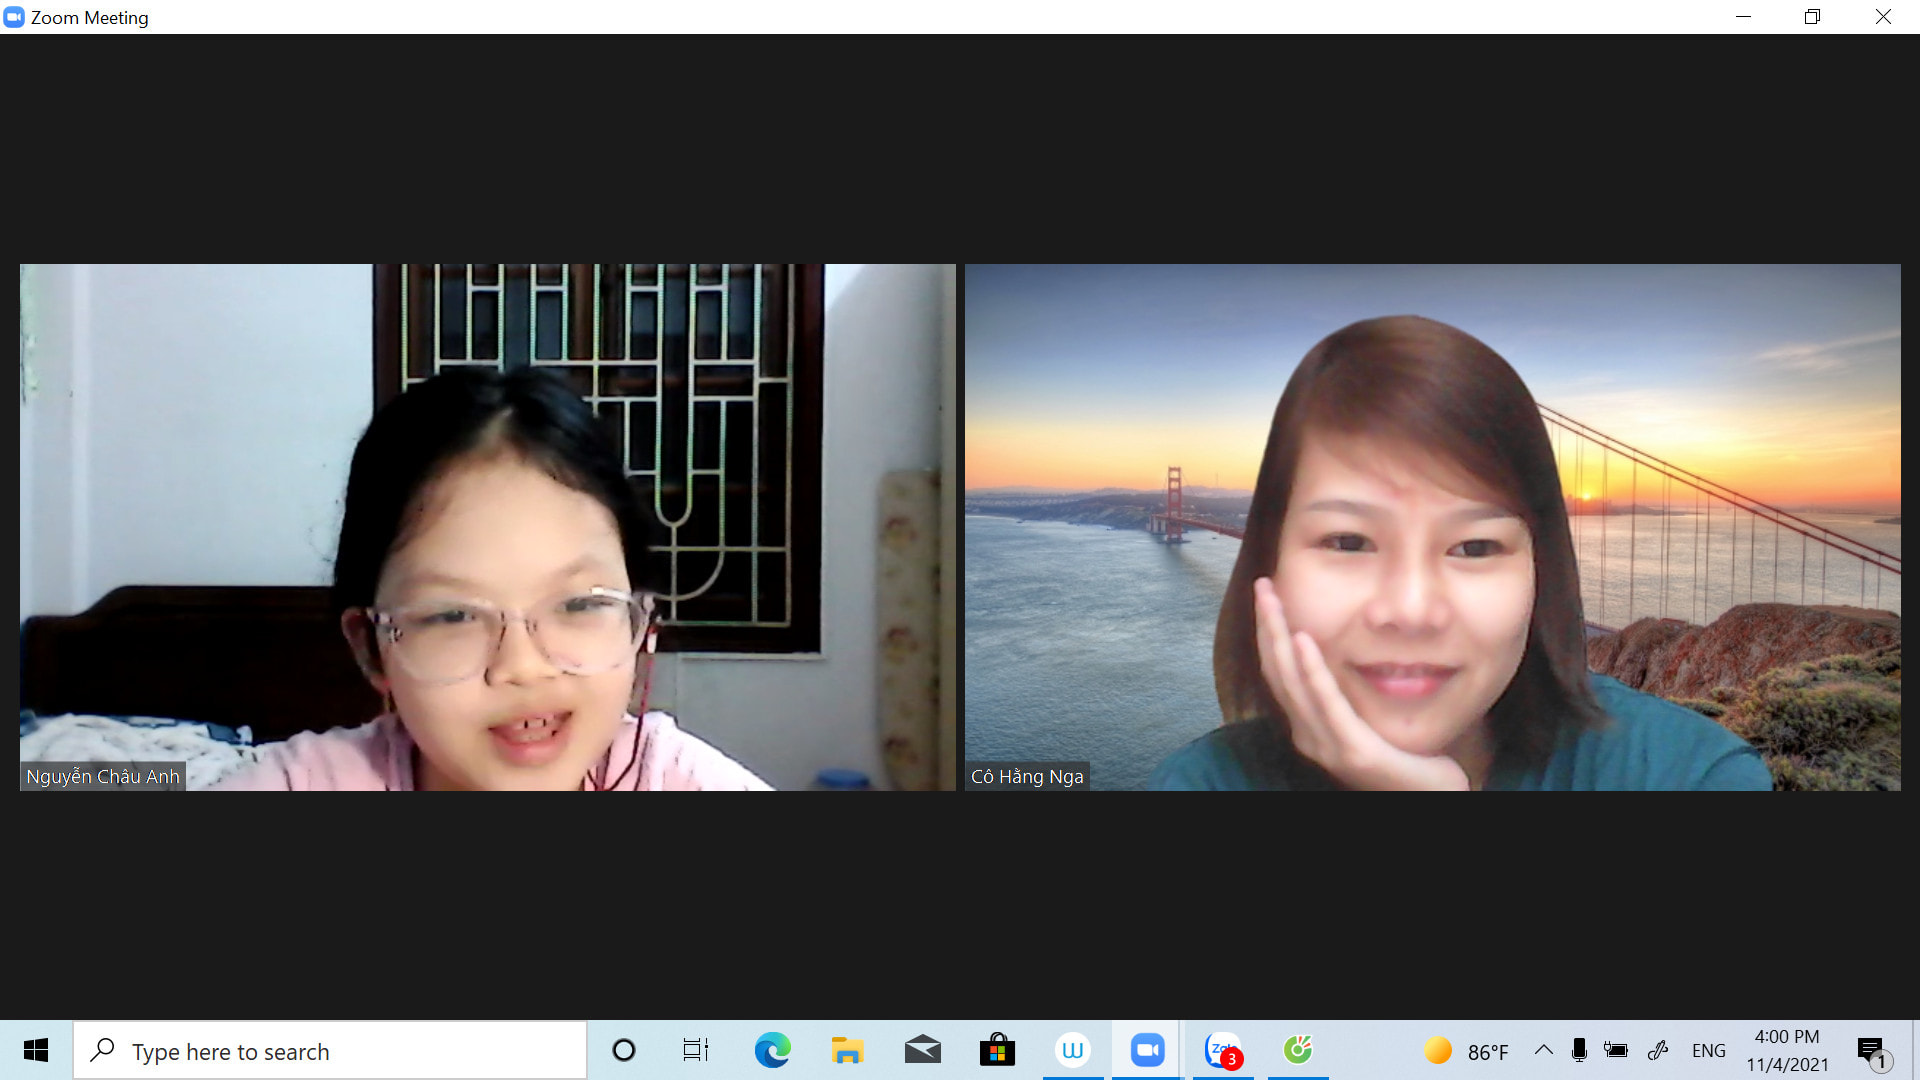 Zoom Meeting
Nguyễn Châu Anh
Cô Hằng Nga
Type here to search
W
Zalo
3
86°F
ENG
4:00 PM
11/4/2021
1